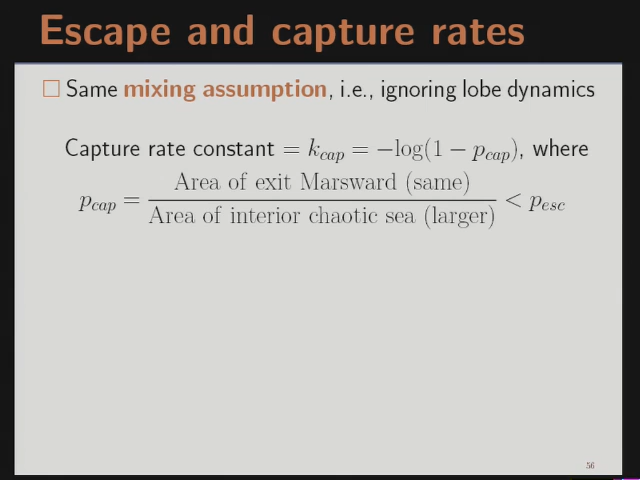 Escape and capture rates
□ Same mixing assumption, i.e., ignoring lobe dynamics
Capture rate constant = k_cap = −log(1 − p_cap), where
p_cap = Area of exit Marsward (same) / Area of interior chaotic sea (larger) < p_esc
56